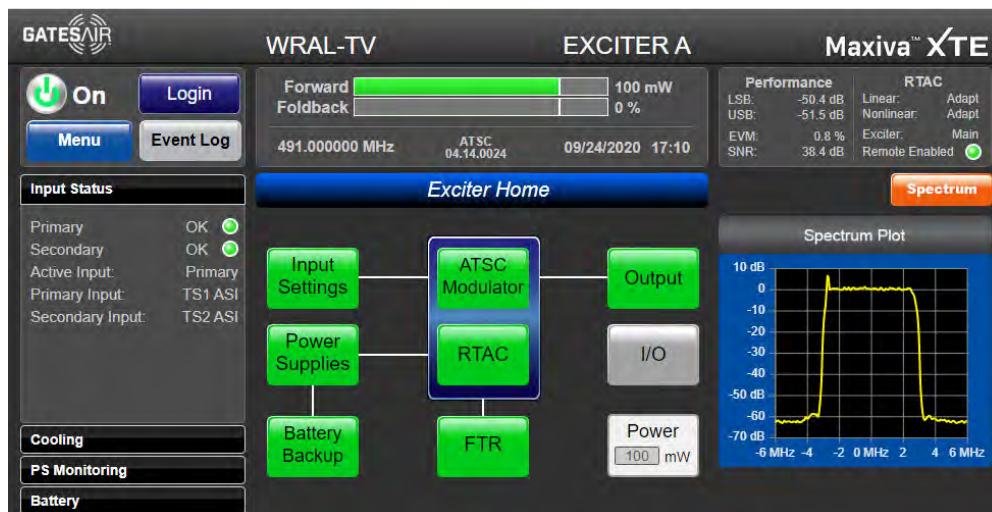 GATESAIR
WRAL-TV
EXCITER A
Maxiva™ XTE
On
Login
Menu
Event Log
Forward 100 mW
Foldback 0 %
491.000000 MHz
ATSC
04.14.0024
09/24/2020 17:10
Performance
LSB: -50.4 dB
USB: -51.5 dB
EVM: 0.8 %
SNR: 38.4 dB
RTAC
Linear: Adapt
Nonlinear: Adapt
Exciter: Main
Remote Enabled
Input Status
Primary OK
Secondary OK
Active Input: Primary
Primary Input: TS1 ASI
Secondary Input: TS2 ASI
Cooling
PS Monitoring
Battery
Exciter Home
Input
Settings
ATSC
Modulator
Output
Power
Supplies
RTAC
I/O
Battery
Backup
FTR
Power
100 mW
Spectrum
Spectrum Plot
10 dB
0
-10
-20
-30
-40
-50 dB
-60
-70 dB
-6 MHz -4 -2 0 MHz 2 4 6 MHz